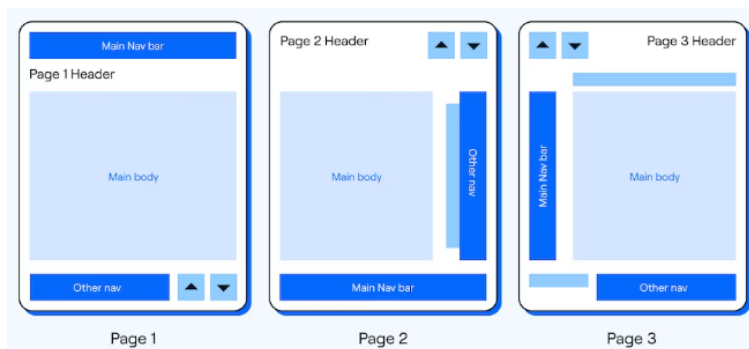 Main Nav bar
Page 1 Header
Main body
Other nav
Page 1
Page 2 Header
Main body
Other nav
Main Nav bar
Page 2
Page 3 Header
Main Nav bar
Main body
Other nav
Page 3